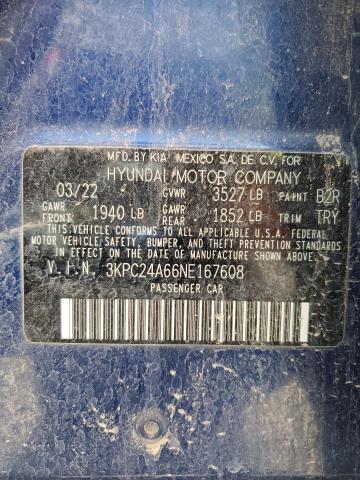 MFD. BY KIA MEXICO S.A. DE C.V. FOR
HYUNDAI MOTOR COMPANY
03/22 GVWR 3527 LB PAINT B2R
GAWR FRONT 1940 LB GAWR REAR 1852 LB TRIM TRY
THIS VEHICLE CONFORMS TO ALL APPLICABLE U.S.A. FEDERAL
MOTOR VEHICLE SAFETY, BUMPER, AND THEFT PREVENTION
STANDARDS IN EFFECT ON THE DATE OF MANUFACTURE SHOWN ABOVE.
V.I.N. 3KPC24A66NE167608
PASSENGER CAR